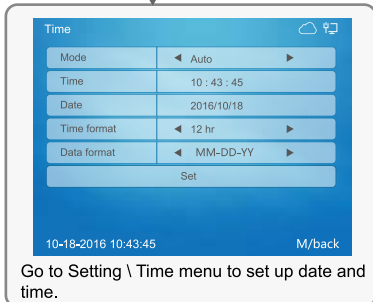 Time
Mode ◀ Auto ▶
Time 10 : 43 : 45
Date 2016/10/18
Time format ◀ 12 hr ▶
Data format ◀ MM-DD-YY ▶
Set
10-18-2016 10:43:45 M/back
Go to Setting \ Time menu to set up date and
time.